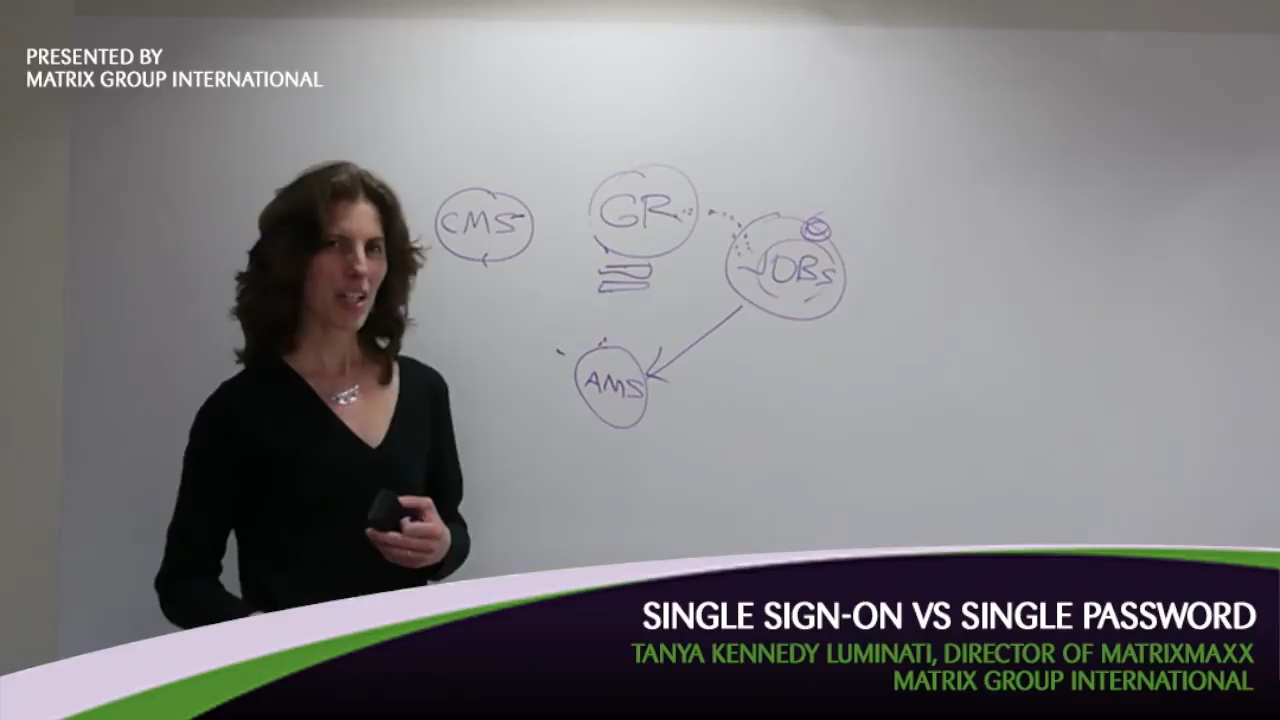 PRESENTED BY
MATRIX GROUP INTERNATIONAL
CMS
GR
JDBs
AMS
SINGLE SIGN-ON VS SINGLE PASSWORD
TANYA KENNEDY LUMINATI, DIRECTOR OF MATRIXMAXX
MATRIX GROUP INTERNATIONAL